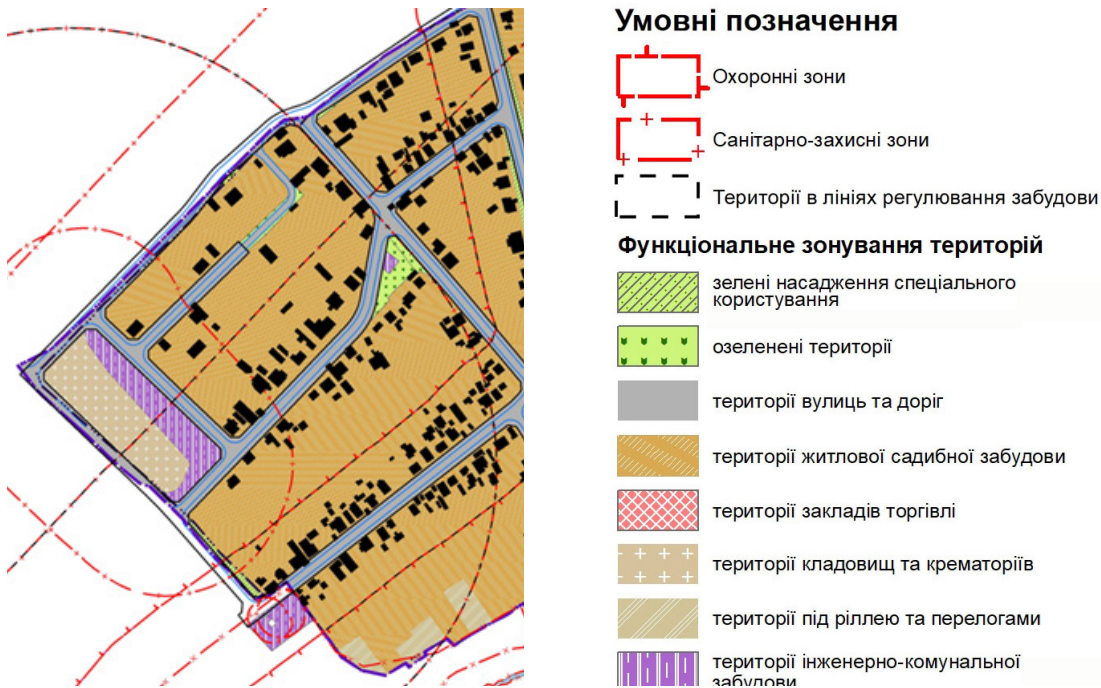 Умовні позначення
Охоронні зони
Санітарно-захисні зони
Території в лініях регулювання забудови
Функціональне зонування територій
зелені насадження спеціального
користування
озеленені території
території вулиць та доріг
території житлової садибної забудови
території закладів торгівлі
території кладовищ та крематоріїв
території під ріллею та перелогами
території інженерно-комунальної
забудови